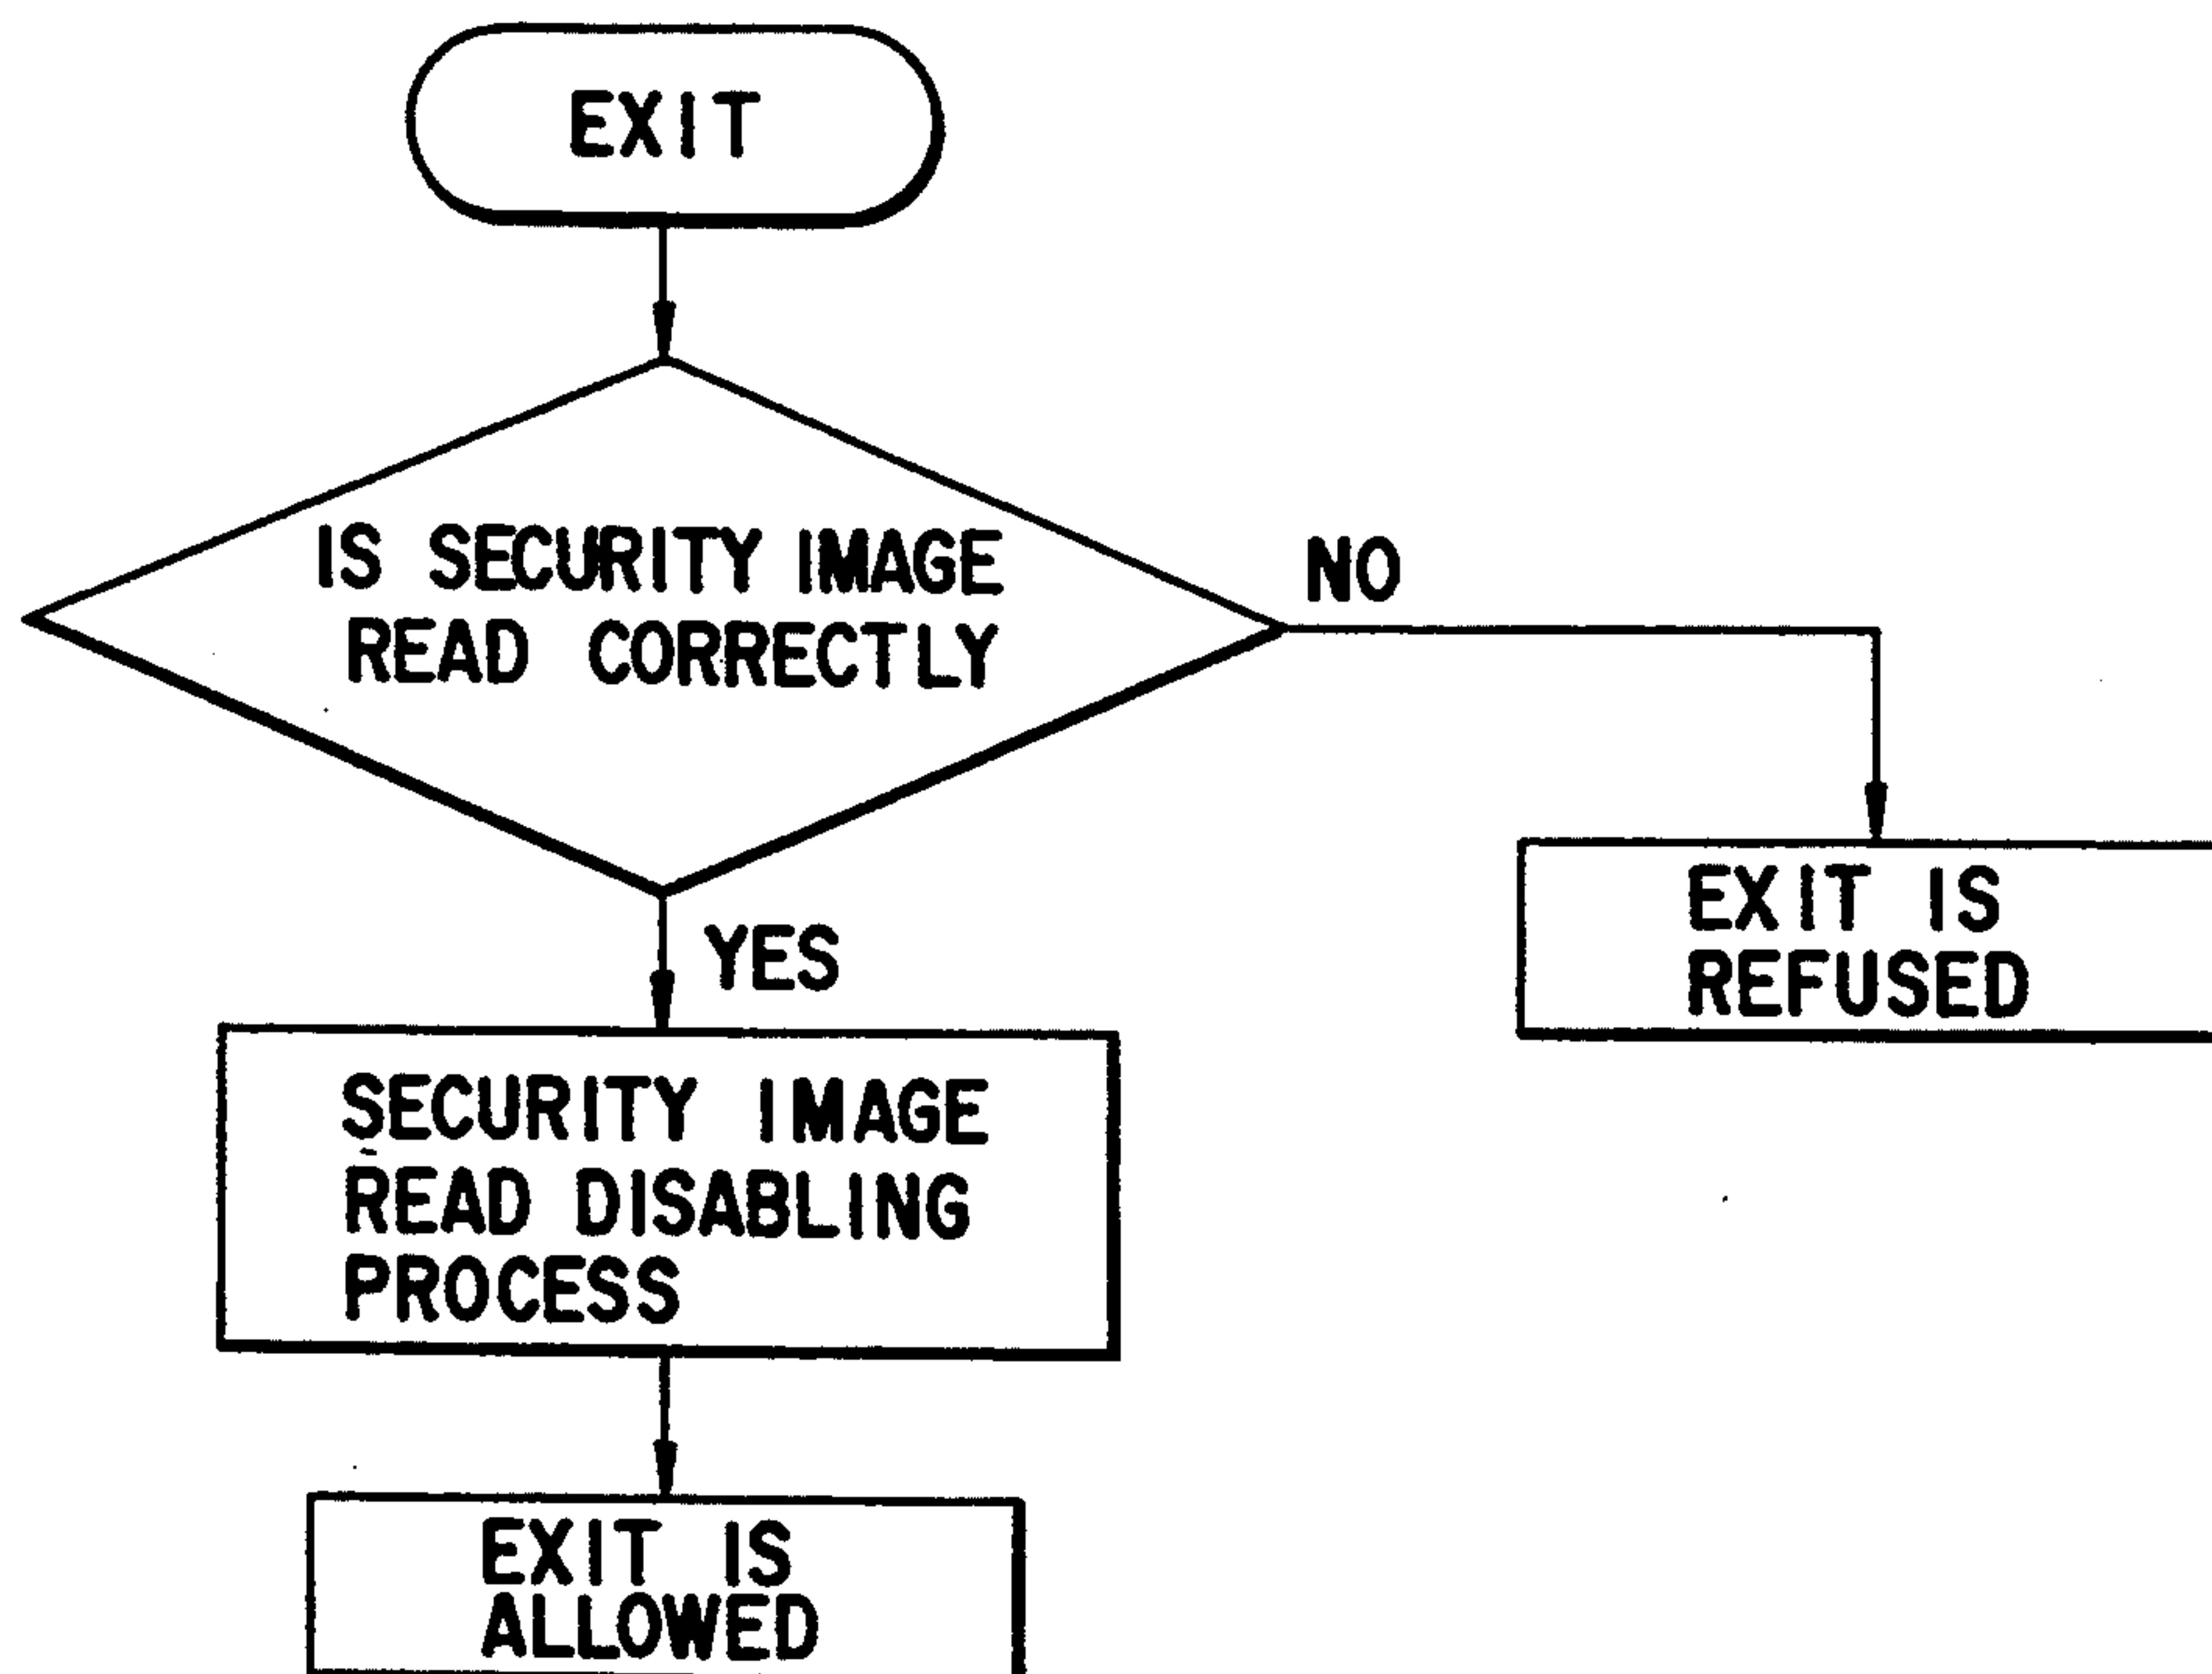 EXIT
IS SECURITY IMAGE
READ CORRECTLY
NO
YES
EXIT IS
REFUSED
SECURITY IMAGE
READ DISABLING
PROCESS
EXIT IS
ALLOWED